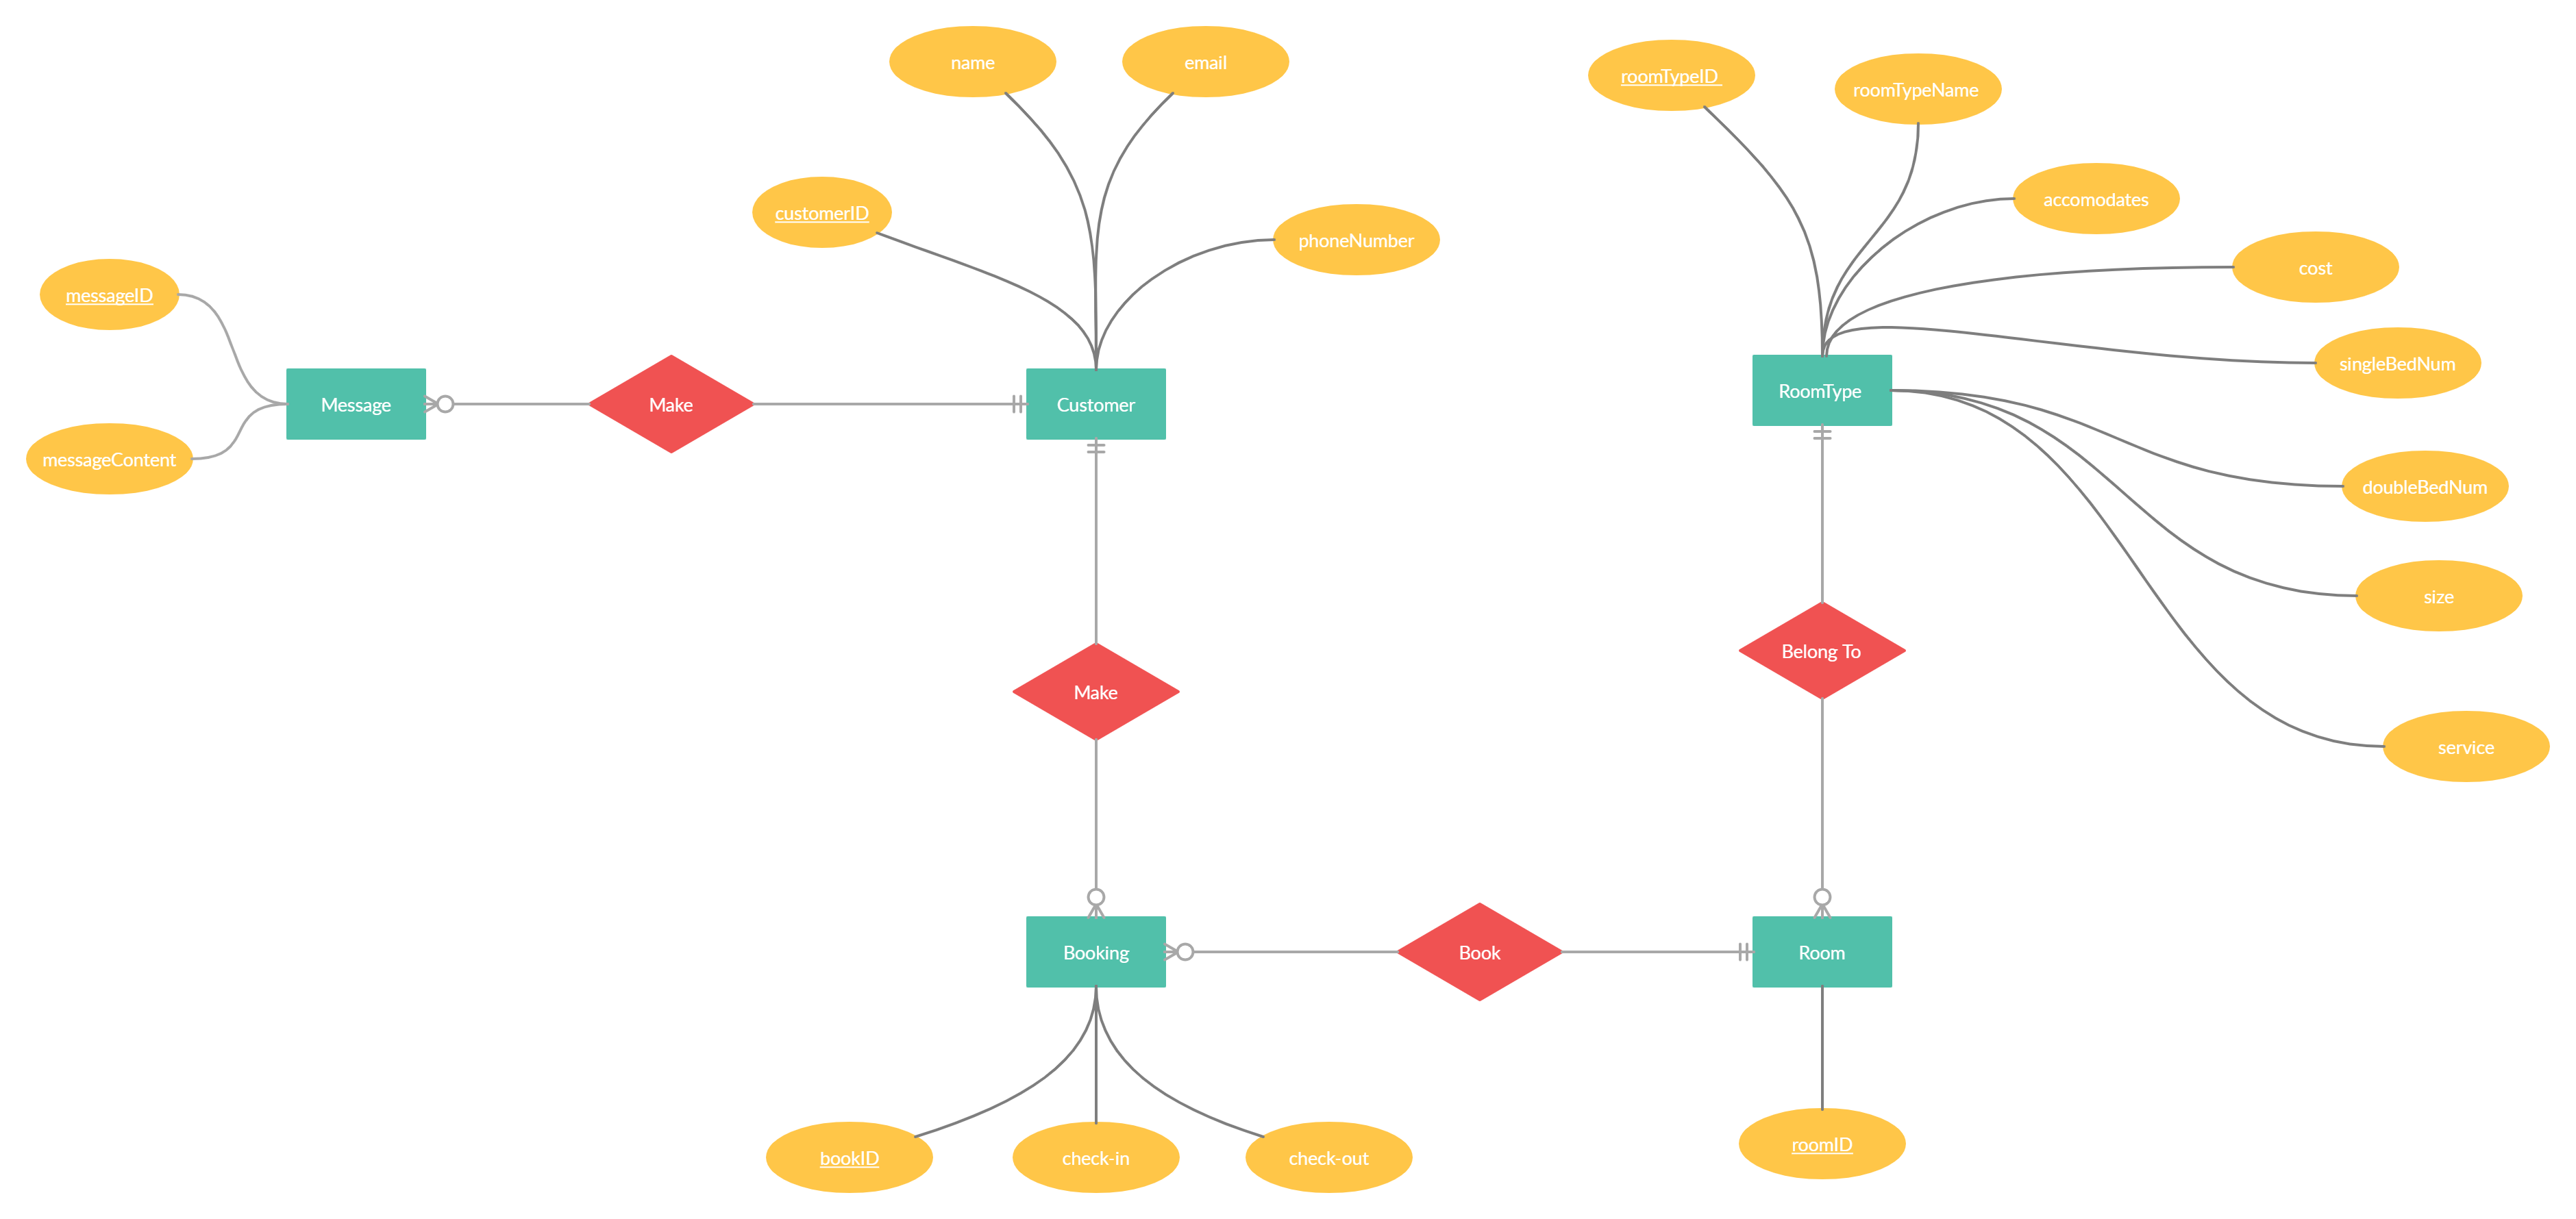 name
email
roomTypeID
roomTypeName
accomodates
customerID
phoneNumber
cost
messageID
singleBedNum
Message
Make
Customer
RoomType
messageContent
doubleBedNum
size
Belong To
Make
service
Booking
Book
Room
bookID
check-in
check-out
roomID